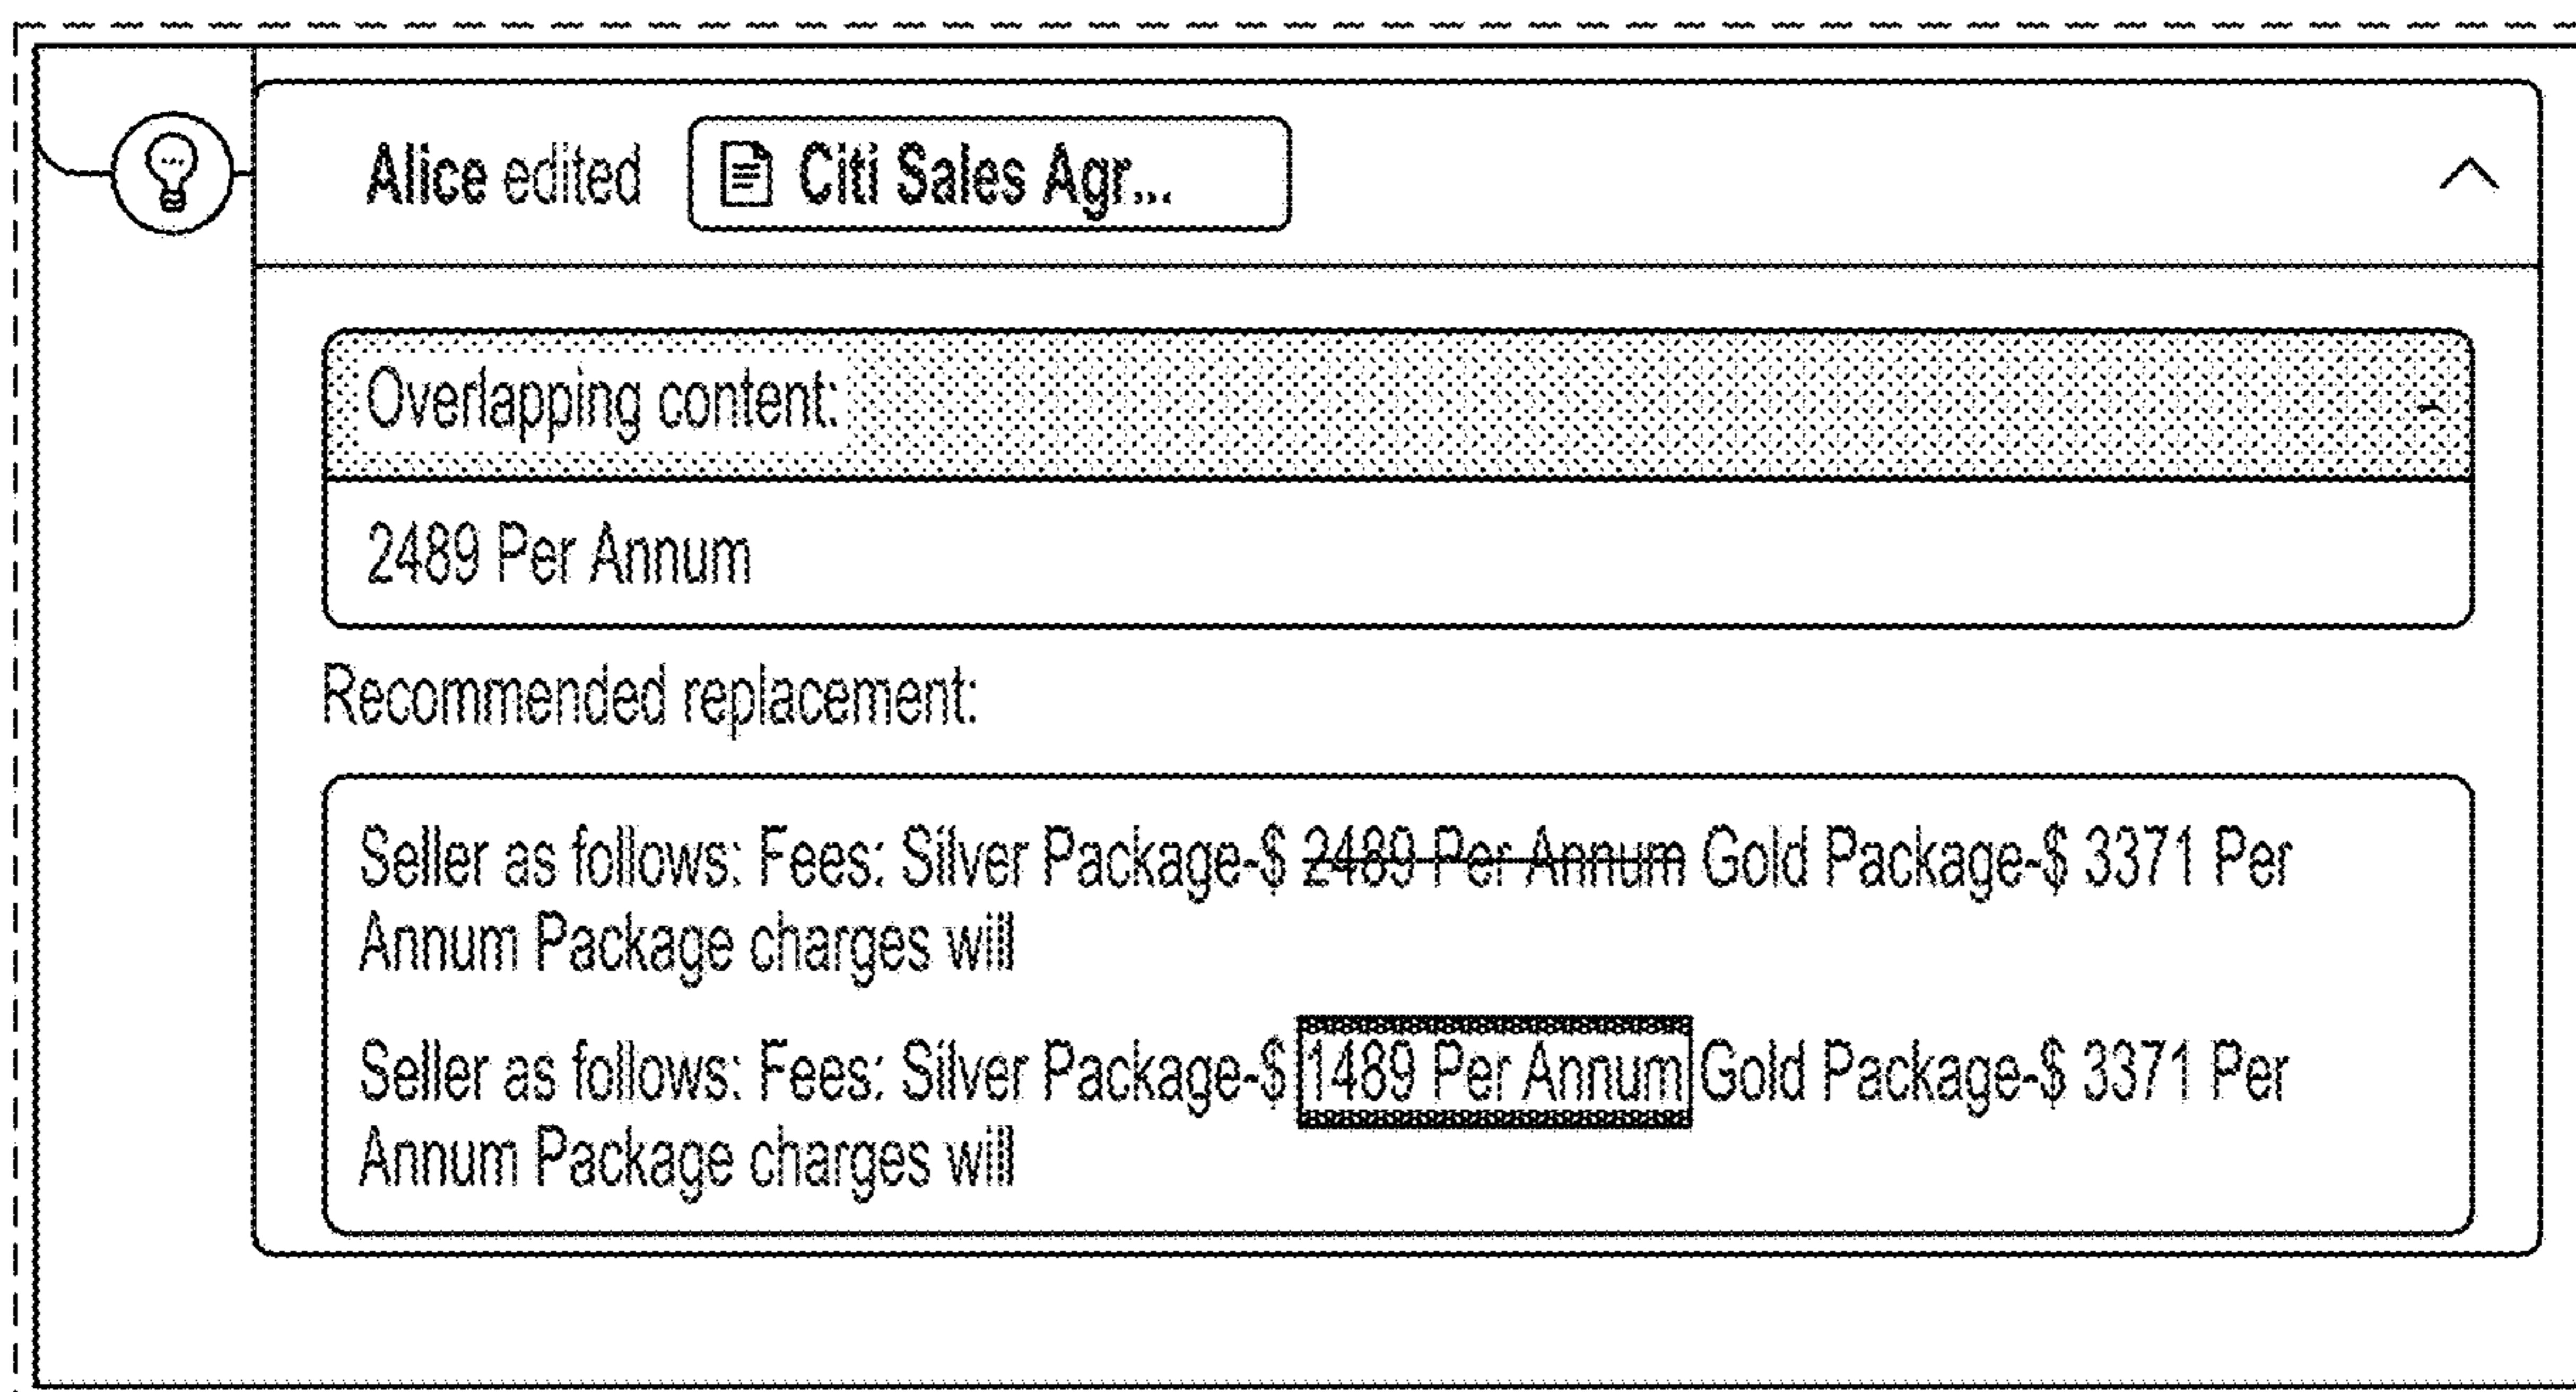 Alice edited Citi Sales Agr...
Overlapping content:
2489 Per Annum
Recommended replacement:
Seller as follows: Fees: Silver Package-$ 2489 Per Annum Gold Package-$ 3371 Per
Annum Package charges will
Seller as follows: Fees: Silver Package-$ 1489 Per Annum Gold Package-$ 3371 Per
Annum Package charges will